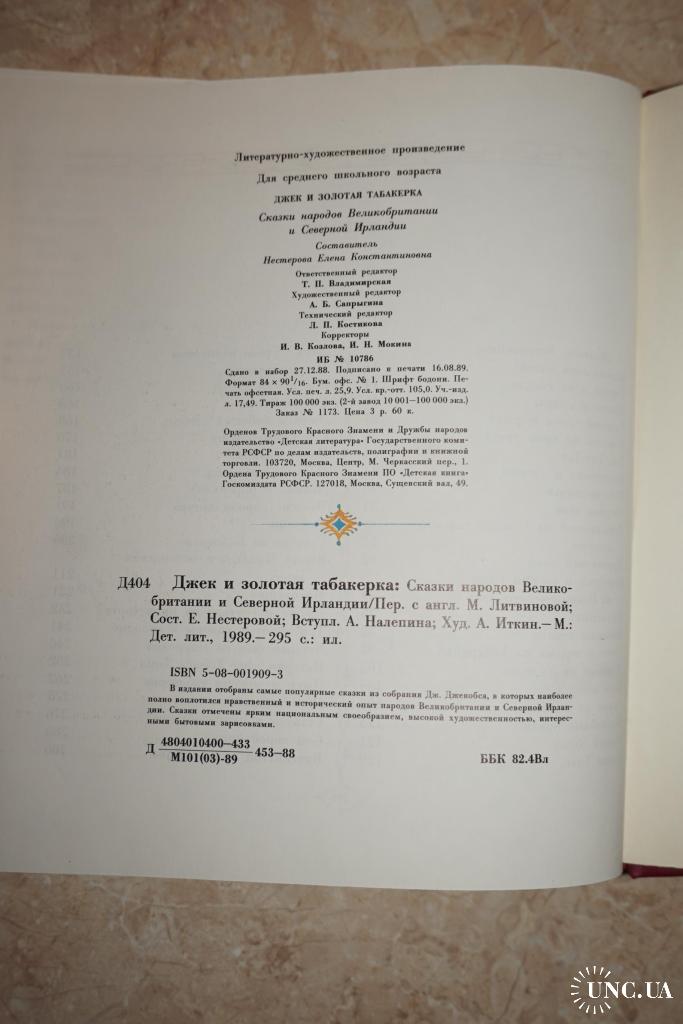 Литературно-художественное произведение
Для среднего школьного возраста
ДЖЕК И ЗОЛОТАЯ ТАБАКЕРКА
Сказки народов Великобритании
и Северной Ирландии
Составитель
Нестерова Елена Константиновна
Ответственный редактор
Т. П. Владимирская
Художественный редактор
А. Б. Сапрыгина
Технический редактор
Л. П. Костикова
Корректоры
И. В. Козлова, И. Н. Мокина
ИБ № 10786
Сдано в набор 27.12.88. Подписано к печати 16.08.89.
Формат 84 × 90 1/16. Бум. офс. № 1. Шрифт бодони. Пе-
чать офсетная. Усл. печ. л. 25,9. Усл. кр.-отт. 105,0. Уч.-изд.
л. 17,49. Тираж 100 000 экз. (2-й завод 10 001—100 000 экз.)
Заказ № 1173. Цена 3 р. 60 к.
Орденов Трудового Красного Знамени и Дружбы народов
издательство «Детская литература» Государственного коми-
тета РСФСР по делам издательств, полиграфии и книжной
торговли. 103720, Москва, Центр, М. Черкасский пер., 1.
Ордена Трудового Красного Знамени ПО «Детская книга»
Госкомиздата РСФСР. 127018, Москва, Сущевский вал, 49.
Д404 Джек и золотая табакерка: Сказки народов Велико-
британии и Северной Ирландии/Пер. с англ. М. Литвиновой;
Сост. Е. Нестеровой; Вступл. А. Налепина; Худ. А. Иткин.— М.:
Дет. лит., 1989.— 295 с.: ил.
ISBN 5-08-001909-3
В издании отобраны самые популярные сказки из собрания Дж. Джекобса, в которых наиболее
полно воплотился нравственный и исторический опыт народов Великобритании и Северной Ирлан-
дии. Сказки отмечены ярким национальным своеобразием, высокой художественностью, интерес-
ными бытовыми зарисовками.
Д 4804010400—433 453—88
М101(03)-89
ББК 82.4Вл
UNC.UA